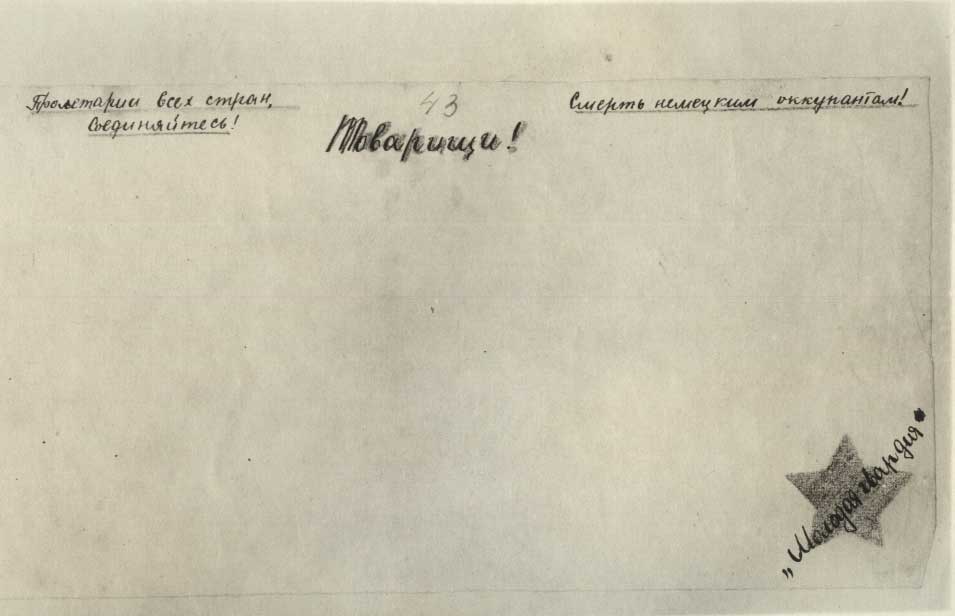 Пролетарии всех стран,
Соединяйтесь!
43
Смерть немецким оккупантам!
Товарищи!
„Молодая гвардия"